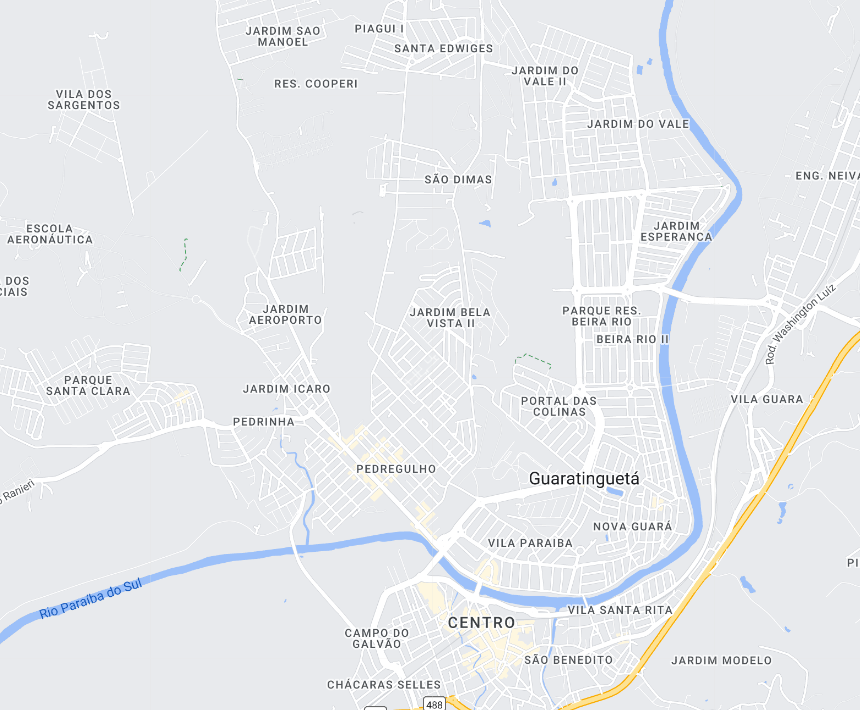 JARDIM SAO
MANOEL
PIAGUI I
SANTA EDWIGES
JARDIM DO
VALE II
RES. COOPERI
VILA DOS
SARGENTOS
JARDIM DO VALE
SÃO DIMAS
ENG. NEIVA
ESCOLA
AERONÁUTICA
JARDIM
ESPERANCA
DOS
CIAIS
JARDIM
AEROPORTO
JARDIM BELA
VISTA II
PARQUE RES.
BEIRA RIO
BEIRA RIO II
Rod. Washington Luiz
PARQUE
SANTA CLARA
JARDIM ICARO
PORTAL DAS
COLINAS
VILA GUARA
PEDRINHA
PEDREGULHO
Guaratinguetá
o Ranieri
NOVA GUARÁ
VILA PARAIBA
Rio Paraíba do Sul
VILA SANTA RITA
CENTRO
CAMPO DO
GALVÃO
SÃO BENEDITO
JARDIM MODELO
CHÁCARAS SELLES
488